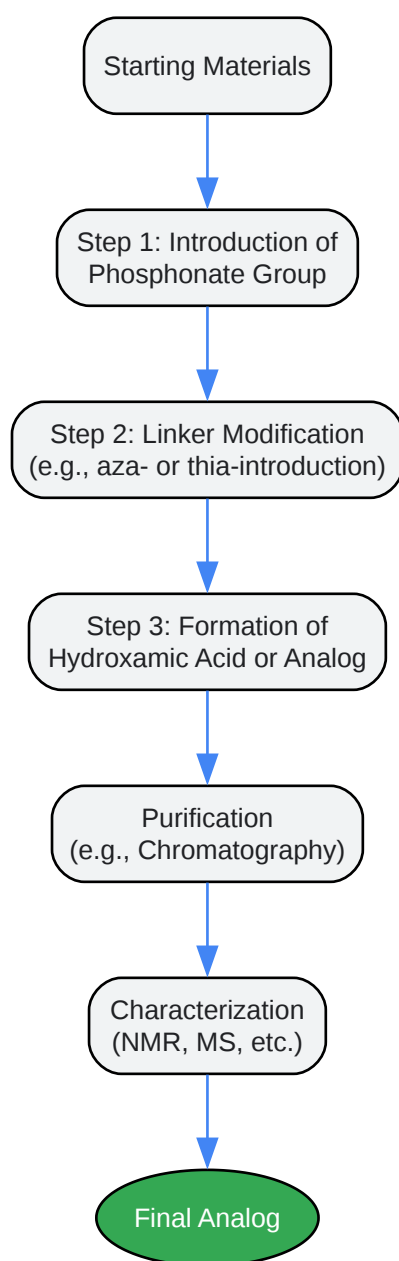 Starting Materials
Step 1: Introduction of
Phosphonate Group
Step 2: Linker Modification
(e.g., aza- or thia-introduction)
Step 3: Formation of
Hydroxamic Acid or Analog
Purification
(e.g., Chromatography)
Characterization
(NMR, MS, etc.)
Final Analog